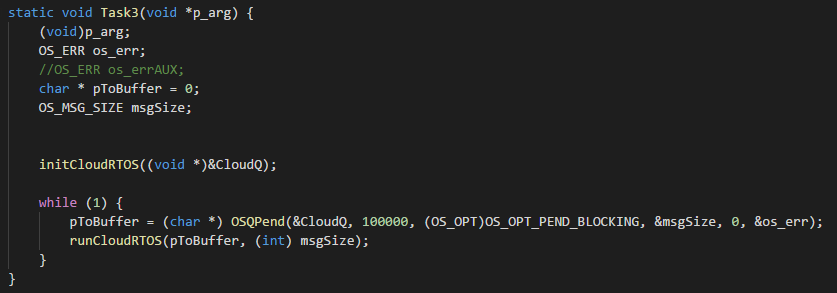 static void Task3(void *p_arg) {
(void)p_arg;
OS_ERR os_err;
//OS_ERR os_errAUX;
char * pToBuffer = 0;
OS_MSG_SIZE msgSize;
initCloudRTOS((void *)&CloudQ);
while (1) {
pToBuffer = (char *) OSQPend(&CloudQ, 100000, (OS_OPT)OS_OPT_PEND_BLOCKING, &msgSize, 0, &os_err);
runCloudRTOS(pToBuffer, (int) msgSize);
}
}